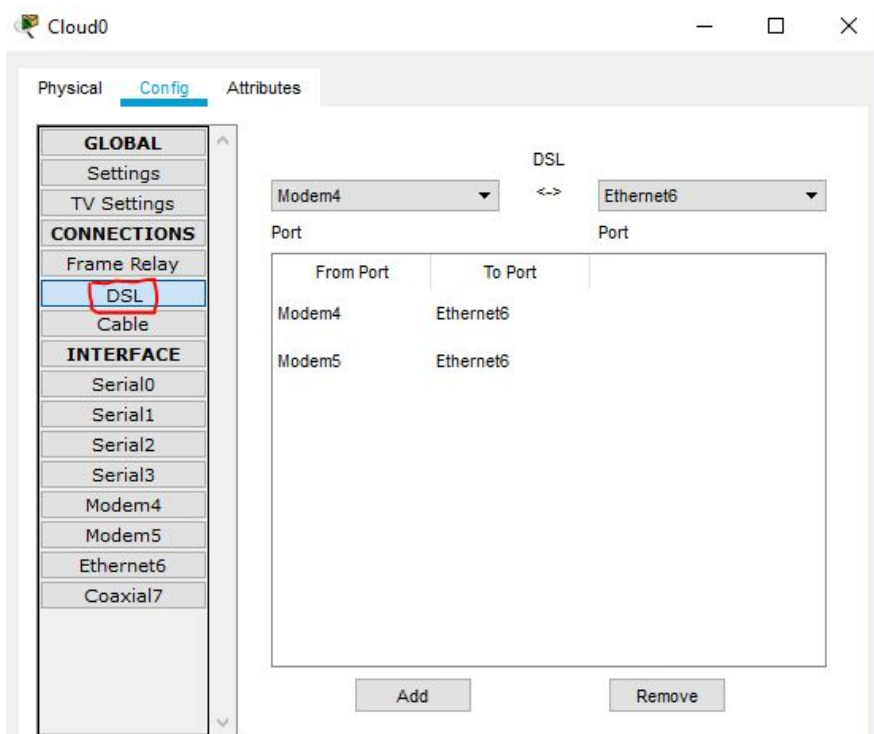 Cloud0
Physical Config Attributes
GLOBAL
Settings
TV Settings
CONNECTIONS
Frame Relay
DSL
Cable
INTERFACE
Serial0
Serial1
Serial2
Serial3
Modem4
Modem5
Ethernet6
Coaxial7
DSL
Modem4 <-> Ethernet6
Port Port
From Port To Port
Modem4 Ethernet6
Modem5 Ethernet6
Add Remove